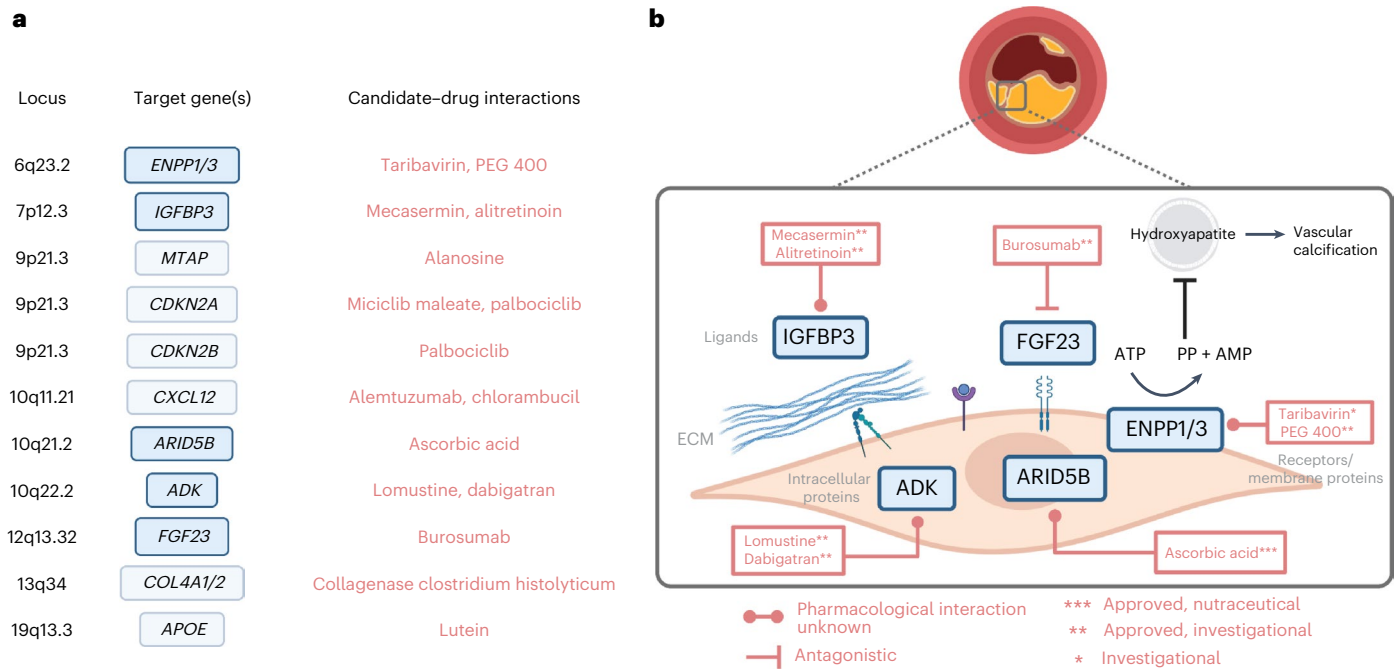 a
Locus Target gene(s) Candidate–drug interactions
6q23.2 ENPP1/3 Taribavirin, PEG 400
7p12.3 IGFBP3 Mecasermin, alitretinoin
9p21.3 MTAP Alanosine
9p21.3 CDKN2A Miciclib maleate, palbociclib
9p21.3 CDKN2B Palbociclib
10q11.21 CXCL12 Alemtuzumab, chlorambucil
10q21.2 ARID5B Ascorbic acid
10q22.2 ADK Lomustine, dabigatran
12q13.32 FGF23 Burosumab
13q34 COL4A1/2 Collagenase clostridium histolyticum
19q13.3 APOE Lutein
b
Mecasermin**
Alitretinoin**
Burosumab**
Hydroxyapatite
Vascular
calcification
Ligands
IGFBP3
FGF23
ATP
PP + AMP
ECM
ENPP1/3
Taribavirin*
PEG 400**
Receptors/
membrane proteins
Intracellular
proteins
ADK
ARID5B
Lomustine**
Dabigatran**
Ascorbic acid***
Pharmacological interaction
unknown
Antagonistic
*** Approved, nutraceutical
** Approved, investigational
* Investigational